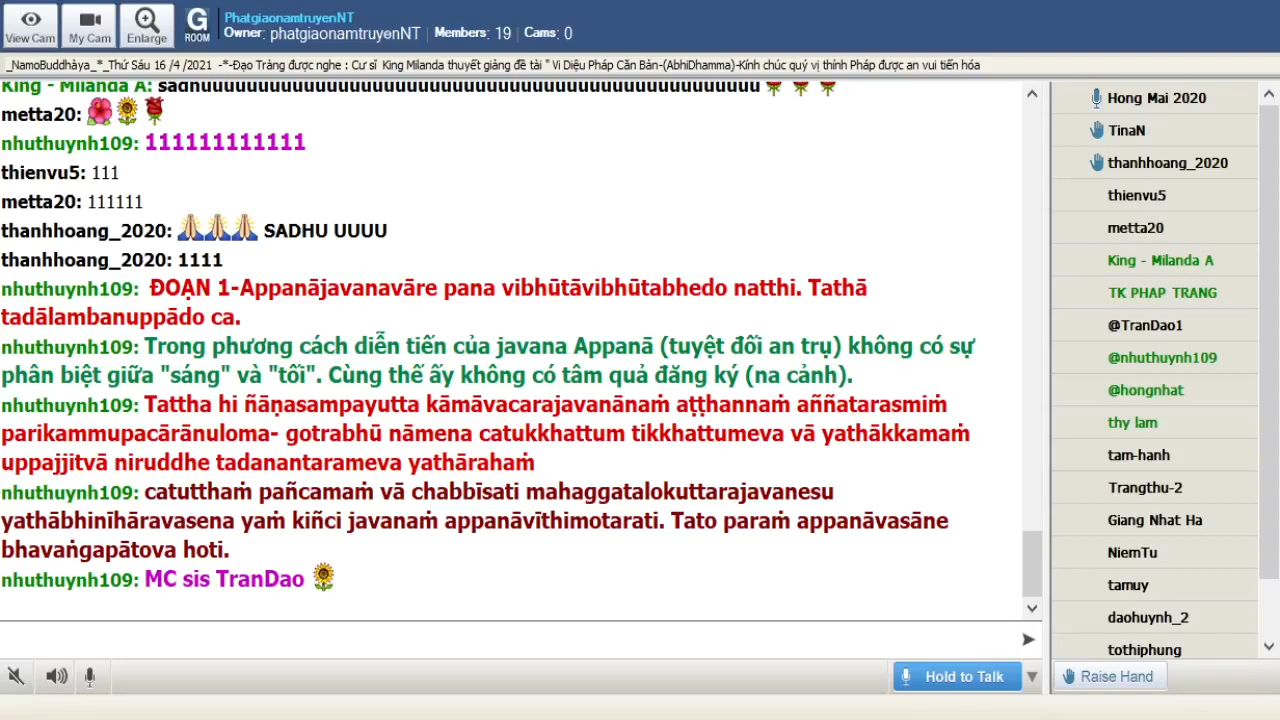 View Cam
My Cam
Enlarge
G
ROOM
PhatgiaonamtruyenNT
Owner: phatgiaonamtruyenNT | Members: 19 | Cams: 0
_NamoBuddhàya_*_Thứ Sáu 16 /4 /2021 -*-Đạo Tràng được nghe : Cư sĩ King Milanda thuyết giảng đề tài " Vi Diệu Pháp Căn Bản-(AbhiDhamma)-Kính chúc quý vị thính Pháp được an vui tiến hóa
metta20:
nhuthuynh109: 111111111111
thienvu5: 111
metta20: 111111
thanhhoang_2020: SADHU UUUU
thanhhoang_2020: 1111
nhuthuynh109: ĐOẠN 1-Appanājavanavāre pana vibhūtāvibhūtabhedo natthi. Tathā
tadālambanuppādo ca.
nhuthuynh109: Trong phương cách diễn tiến của javana Appanā (tuyệt đối an trụ) không có sự
phân biệt giữa "sáng" và "tối". Cùng thế ấy không có tâm quả đăng ký (na cảnh).
nhuthuynh109: Tattha hi ñāṇasampayutta kāmāvacarajavanānaṁ aṭṭhannaṁ aññatarasmiṁ
parikammupacārānuloma- gotrabhū nāmena catukkhattum tikkhattumeva vā yathākkamaṁ
uppajjitvā niruddhe tadanantarameva yathārahaṁ
nhuthuynh109: catutthaṁ pañcamaṁ vā chabbīsati mahaggatalokuttarajavanesu
yathābhinīhāravasena yaṁ kiñci javanaṁ appanāvīthimotarati. Tato paraṁ appanāvasāne
bhavaṅgapātova hoti.
nhuthuynh109: MC sis TranDao
Hold to Talk
Hong Mai 2020
TinaN
thanhhoang_2020
thienvu5
metta20
King - Milanda A
TK PHAP TRANG
@TranDao1
@nhuthuynh109
@hongnhat
thy lam
tam-hanh
Trangthu-2
Giang Nhat Ha
NiemTu
tamuy
daohuynh_2
tothiphung
Raise Hand